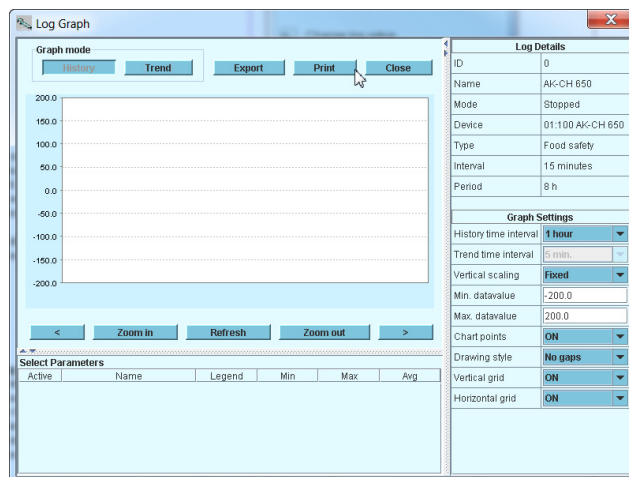 Log Graph
Graph mode
History
Trend
Export
Print
Close
200.0
150.0
100.0
50.0
0.0
-50.0
-100.0
-150.0
-200.0
<
Zoom in
Refresh
Zoom out
>
Select Parameters
Active Name Legend Min Max Avg
Log Details
ID 0
Name AK-CH 650
Mode Stopped
Device 01:100 AK-CH 650
Type Food safety
Interval 15 minutes
Period 8 h
Graph Settings
History time interval 1 hour
Trend time interval 5 min.
Vertical scaling Fixed
Min. datavalue -200.0
Max. datavalue 200.0
Chart points ON
Drawing style No gaps
Vertical grid ON
Horizontal grid ON